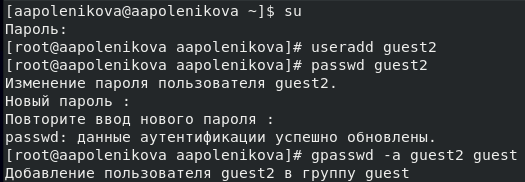 [aapolenikova@aapolenikova ~]$ su
Пароль:
[root@aapolenikova aapolenikova]# useradd guest2
[root@aapolenikova aapolenikova]# passwd guest2
Изменение пароля пользователя guest2.
Новый пароль :
Повторите ввод нового пароля :
passwd: данные аутентификации успешно обновлены.
[root@aapolenikova aapolenikova]# gpasswd -a guest2 guest
Добавление пользователя guest2 в группу guest